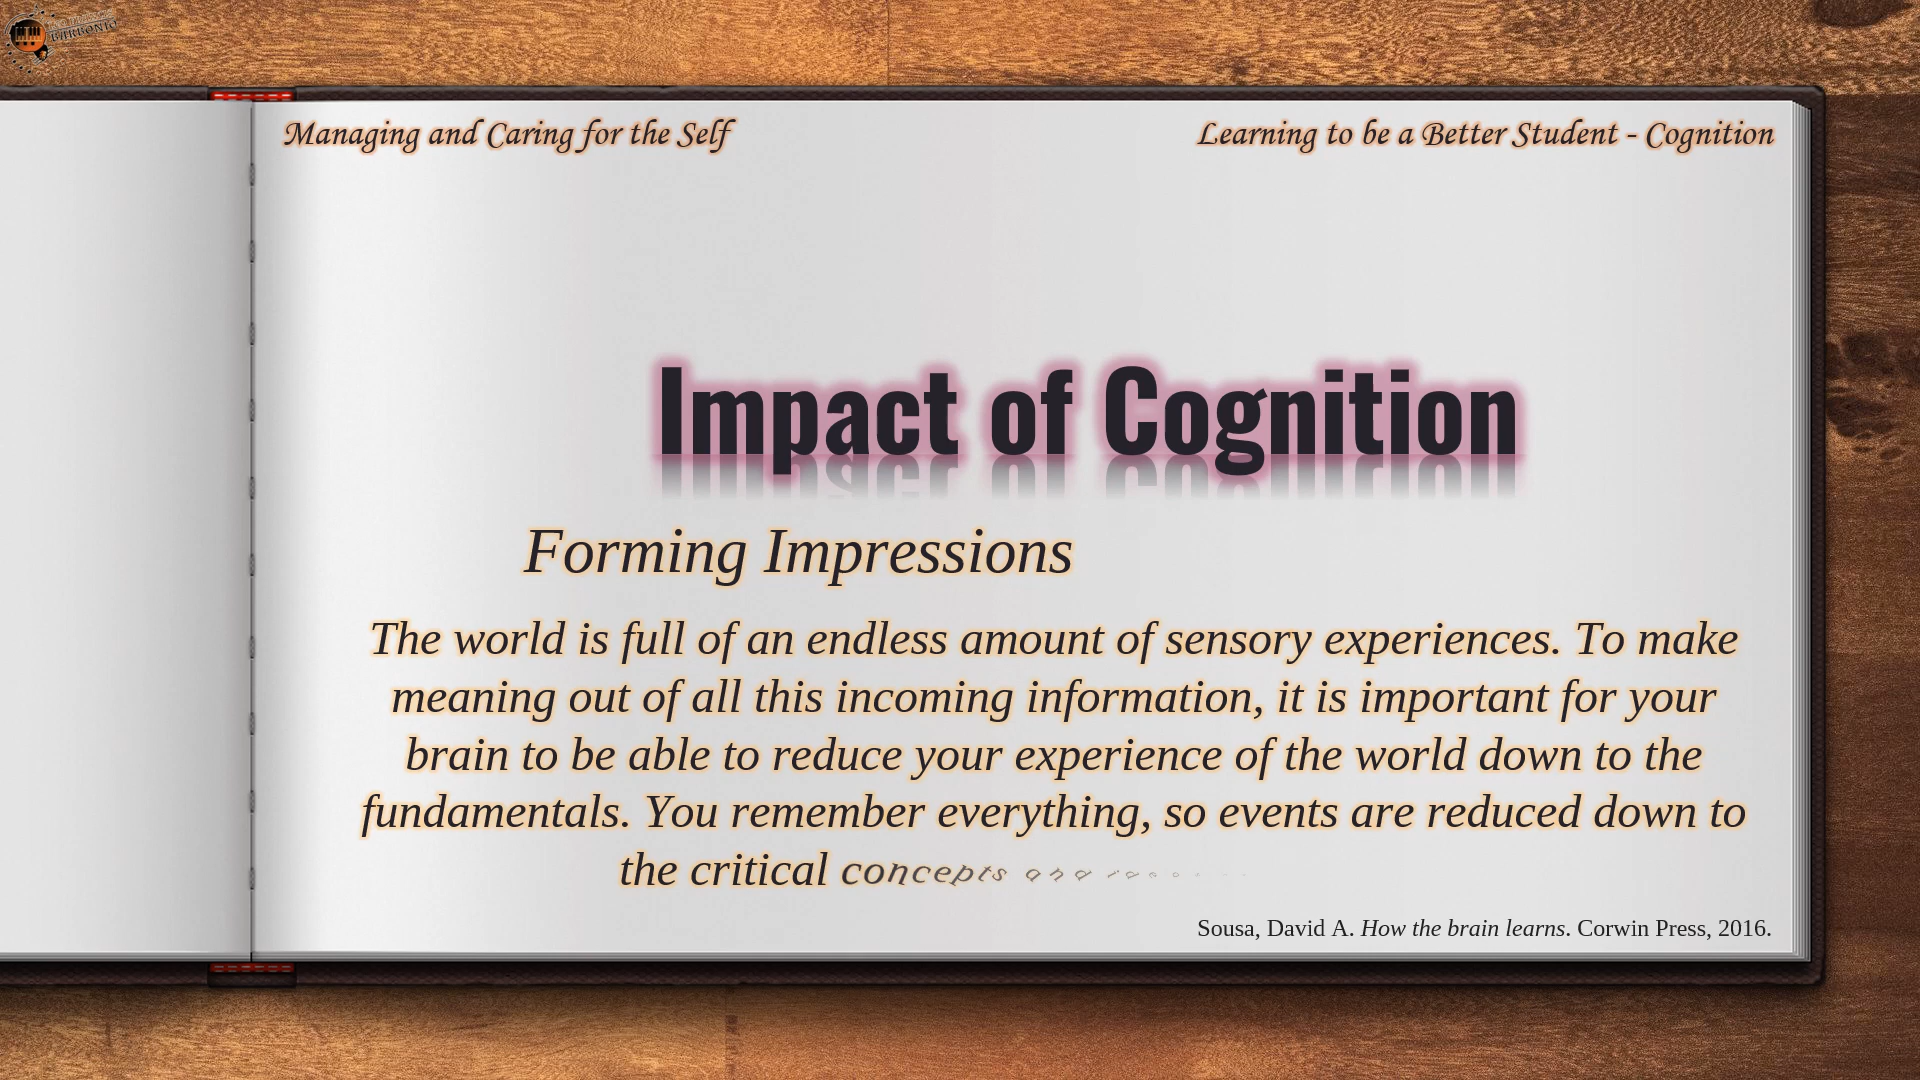 BARBONIO
Managing and Caring for the Self
Learning to be a Better Student - Cognition
Impact of Cognition
Forming Impressions
The world is full of an endless amount of sensory experiences. To make
meaning out of all this incoming information, it is important for your
brain to be able to reduce your experience of the world down to the
fundamentals. You remember everything, so events are reduced down to
the critical concepts and
Sousa, David A. How the brain learns. Corwin Press, 2016.